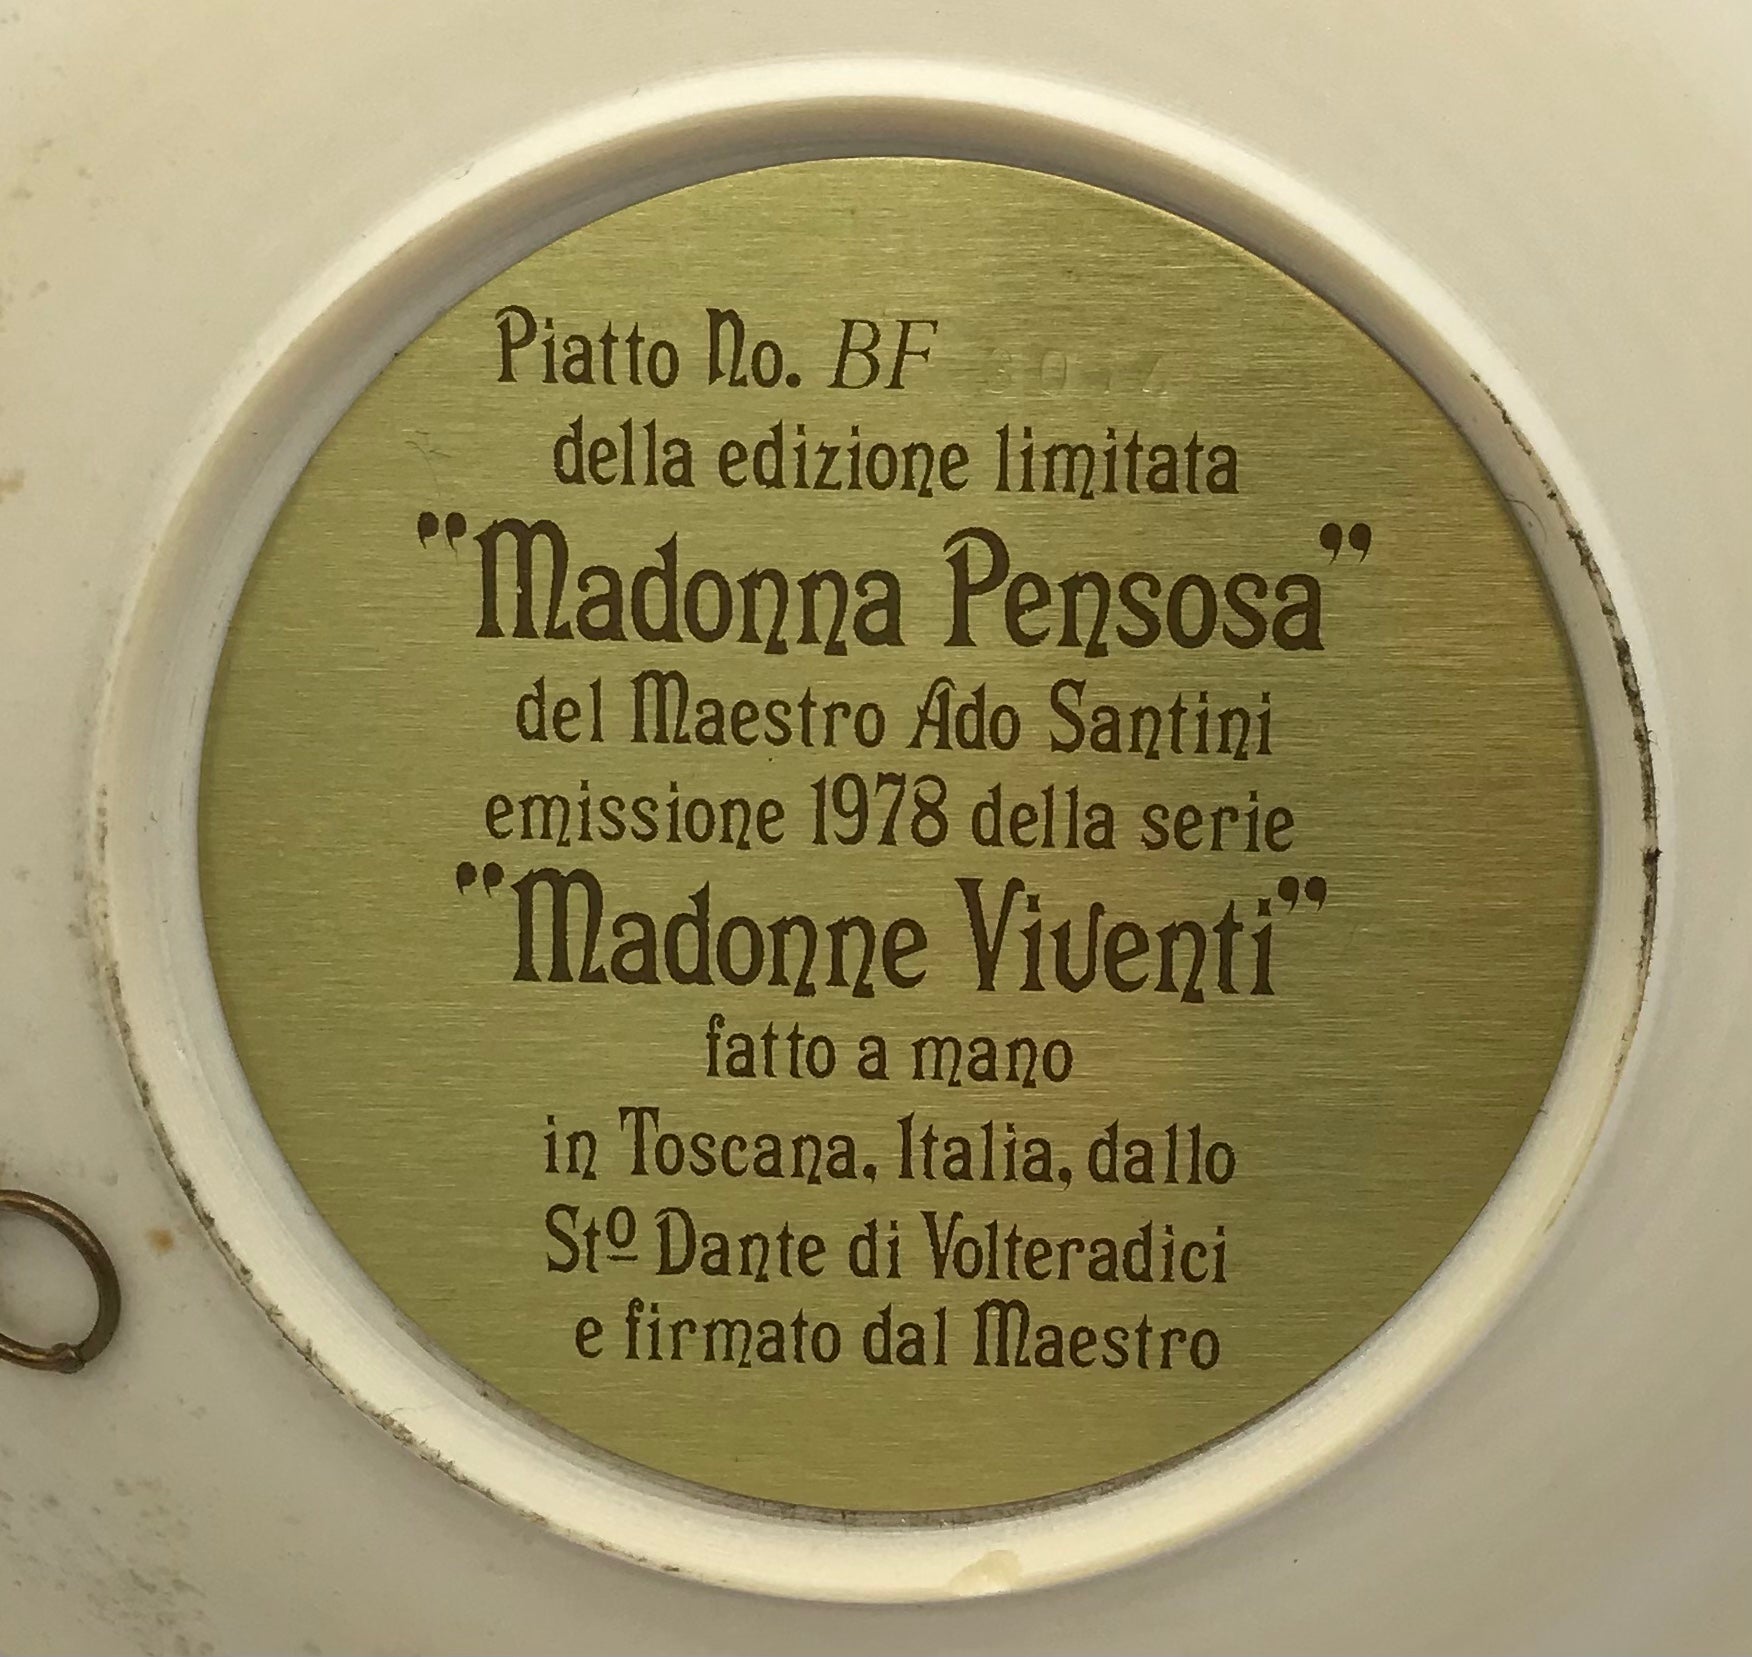 Piatto No. BF
della edizione limitata
"Madonna Pensosa"
del Maestro Ado Santini
emissione 1978 della serie
"Madonne Viventi"
fatto a mano
in Toscana, Italia, dallo
Stº Dante di Volteradici
e firmato dal Maestro